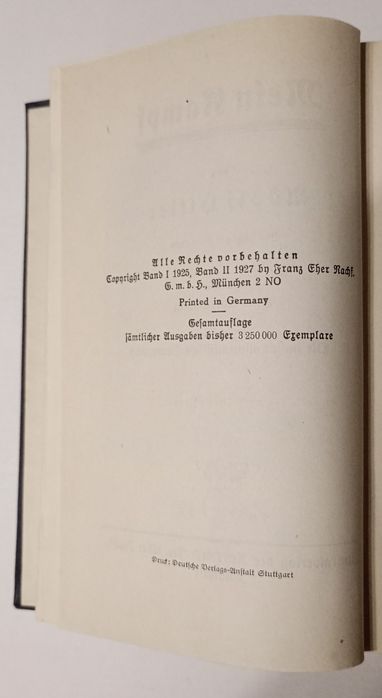 Alle Rechte vorbehalten
Copyright Band I 1925, Band II 1927 by Franz Eher Nachf.
G. m. b. H., München 2 NO
Printed in Germany
Gesamtauflage
sämtlicher Ausgaben bisher 3 250 000 Exemplare
Druck: Deutsche Verlags-Anstalt Stuttgart